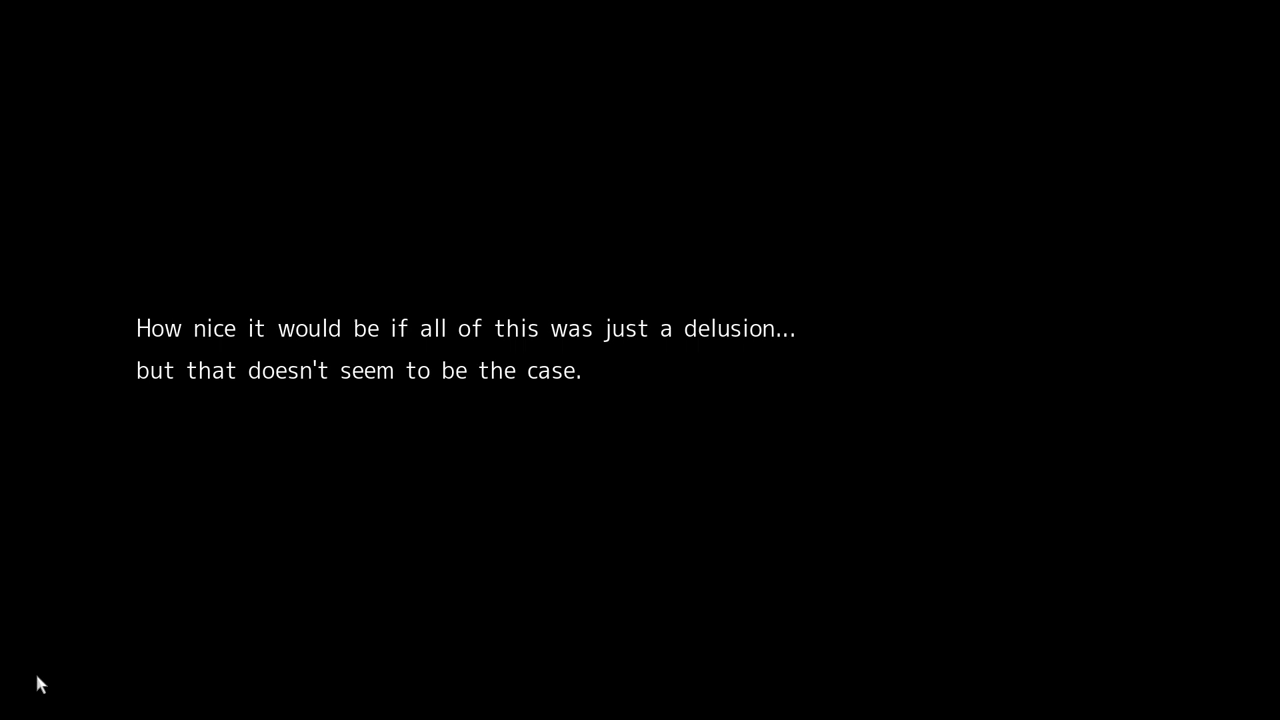 How nice it would be if all of this was just a delusion...
but that doesn't seem to be the case.